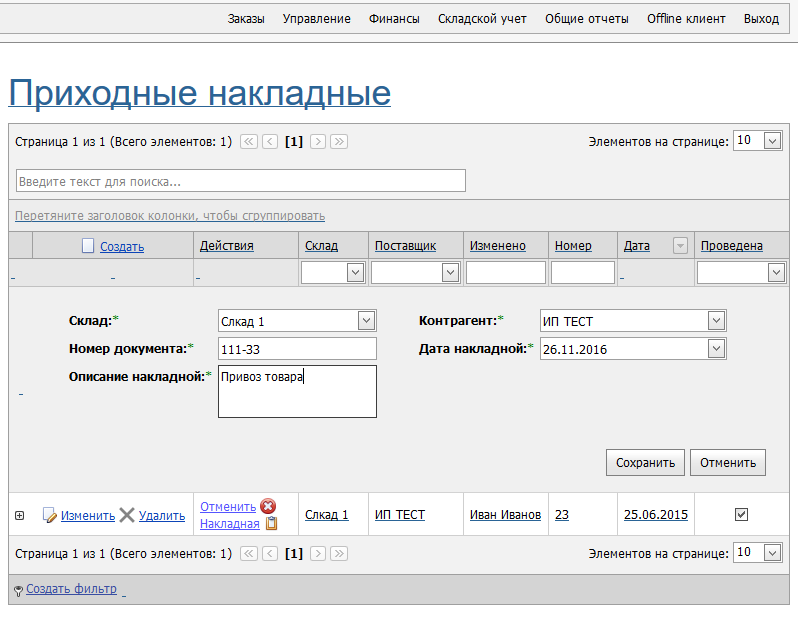 Заказы Управление Финансы Складской учет Общие отчеты Offline клиент Выход
Приходные накладные
Страница 1 из 1 (Всего элементов: 1) [1] Элементов на странице: 10
Введите текст для поиска...
Перетяните заголовок колонки, чтобы сгруппировать
Создать Действия Склад Поставщик Изменено Номер Дата Проведена
Склад:* Слкад 1 Контрагент:* ИП ТЕСТ
Номер документа:* 111-33 Дата накладной:* 26.11.2016
Описание накладной:* Привоз товара
Сохранить Отменить
Отменить
Изменить Удалить Слкад 1 ИП ТЕСТ Иван Иванов 23 25.06.2015
Накладная
Страница 1 из 1 (Всего элементов: 1) [1] Элементов на странице: 10
Создать фильтр